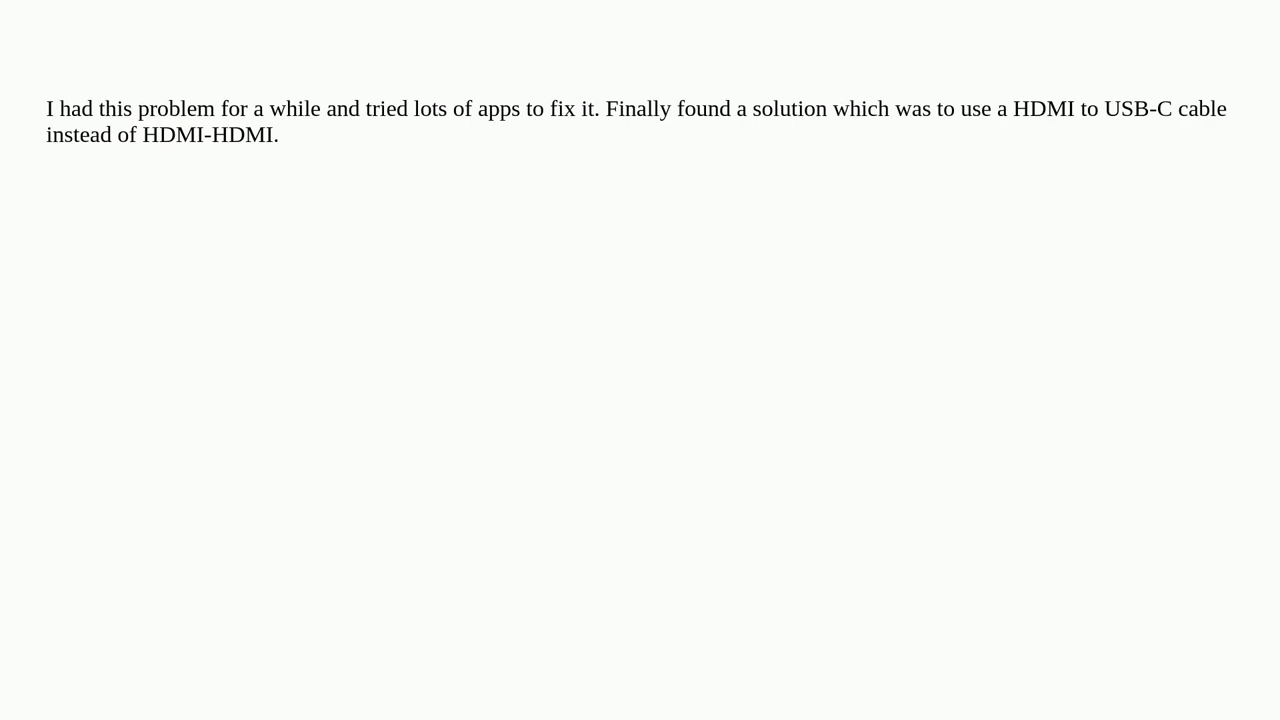 I had this problem for a while and tried lots of apps to fix it. Finally found a solution which was to use a HDMI to USB-C cable
instead of HDMI-HDMI.